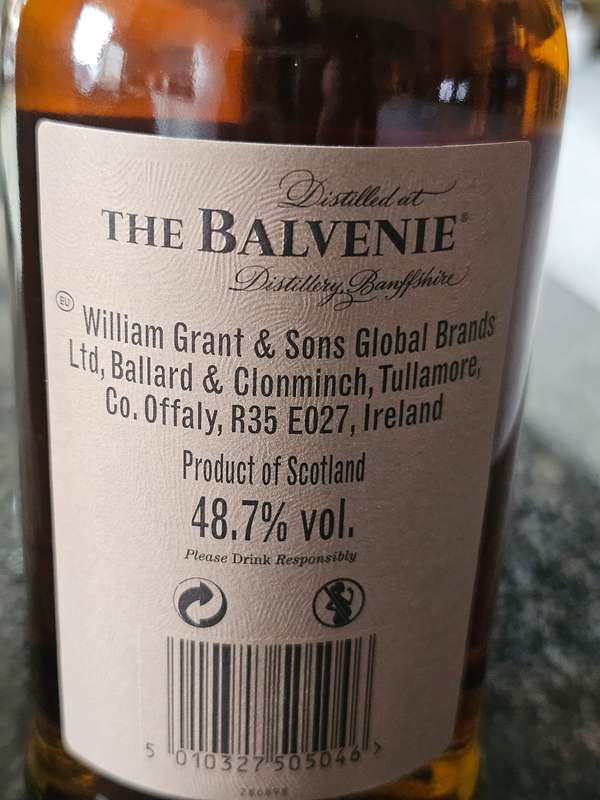 Distilled at
THE BALVENIE®
Distillery, Banffshire
EU
William Grant & Sons Global Brands
Ltd, Ballard & Clonminch, Tullamore,
Co. Offaly, R35 E027, Ireland
Product of Scotland
48.7% vol.
Please Drink Responsibly
5 010327 505046 >